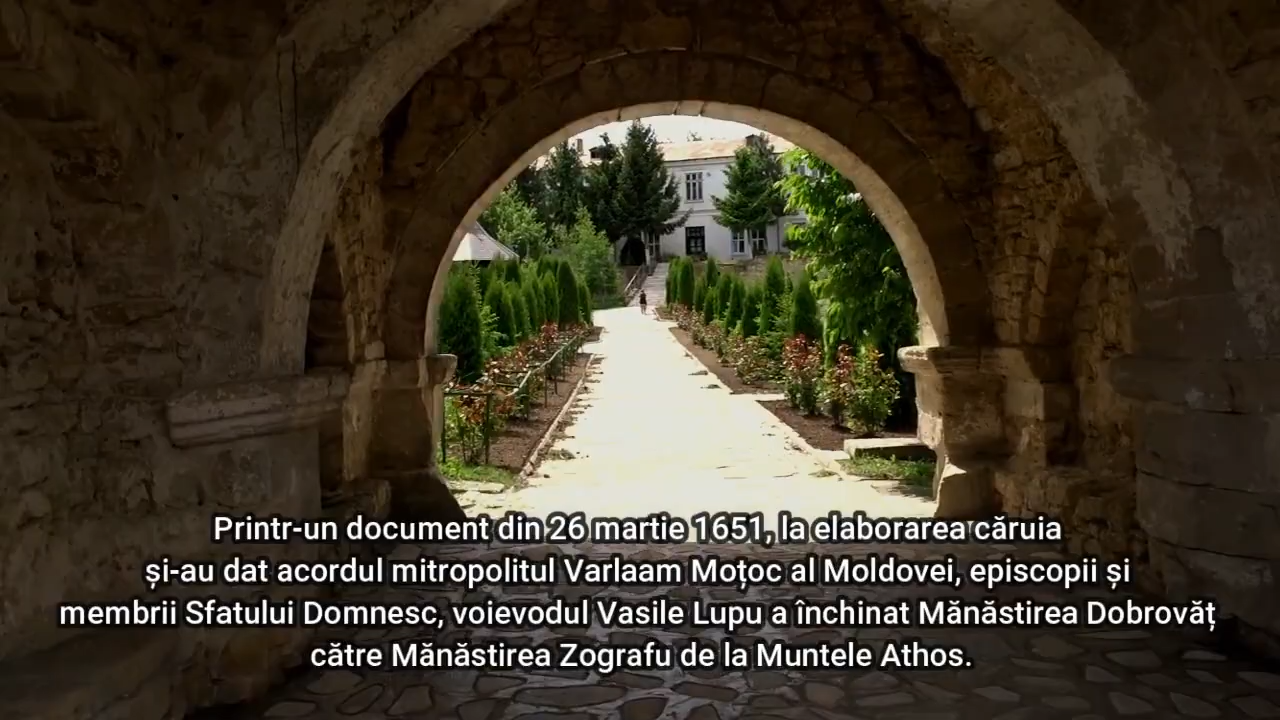 Printr-un document din 26 martie 1651, la elaborarea căruia
și-au dat acordul mitropolitul Varlaam Moțoc al Moldovei, episcopii și
membrii Sfatului Domnesc, voievodul Vasile Lupu a închinat Mănăstirea Dobrovăț
către Mănăstirea Zografu de la Muntele Athos.